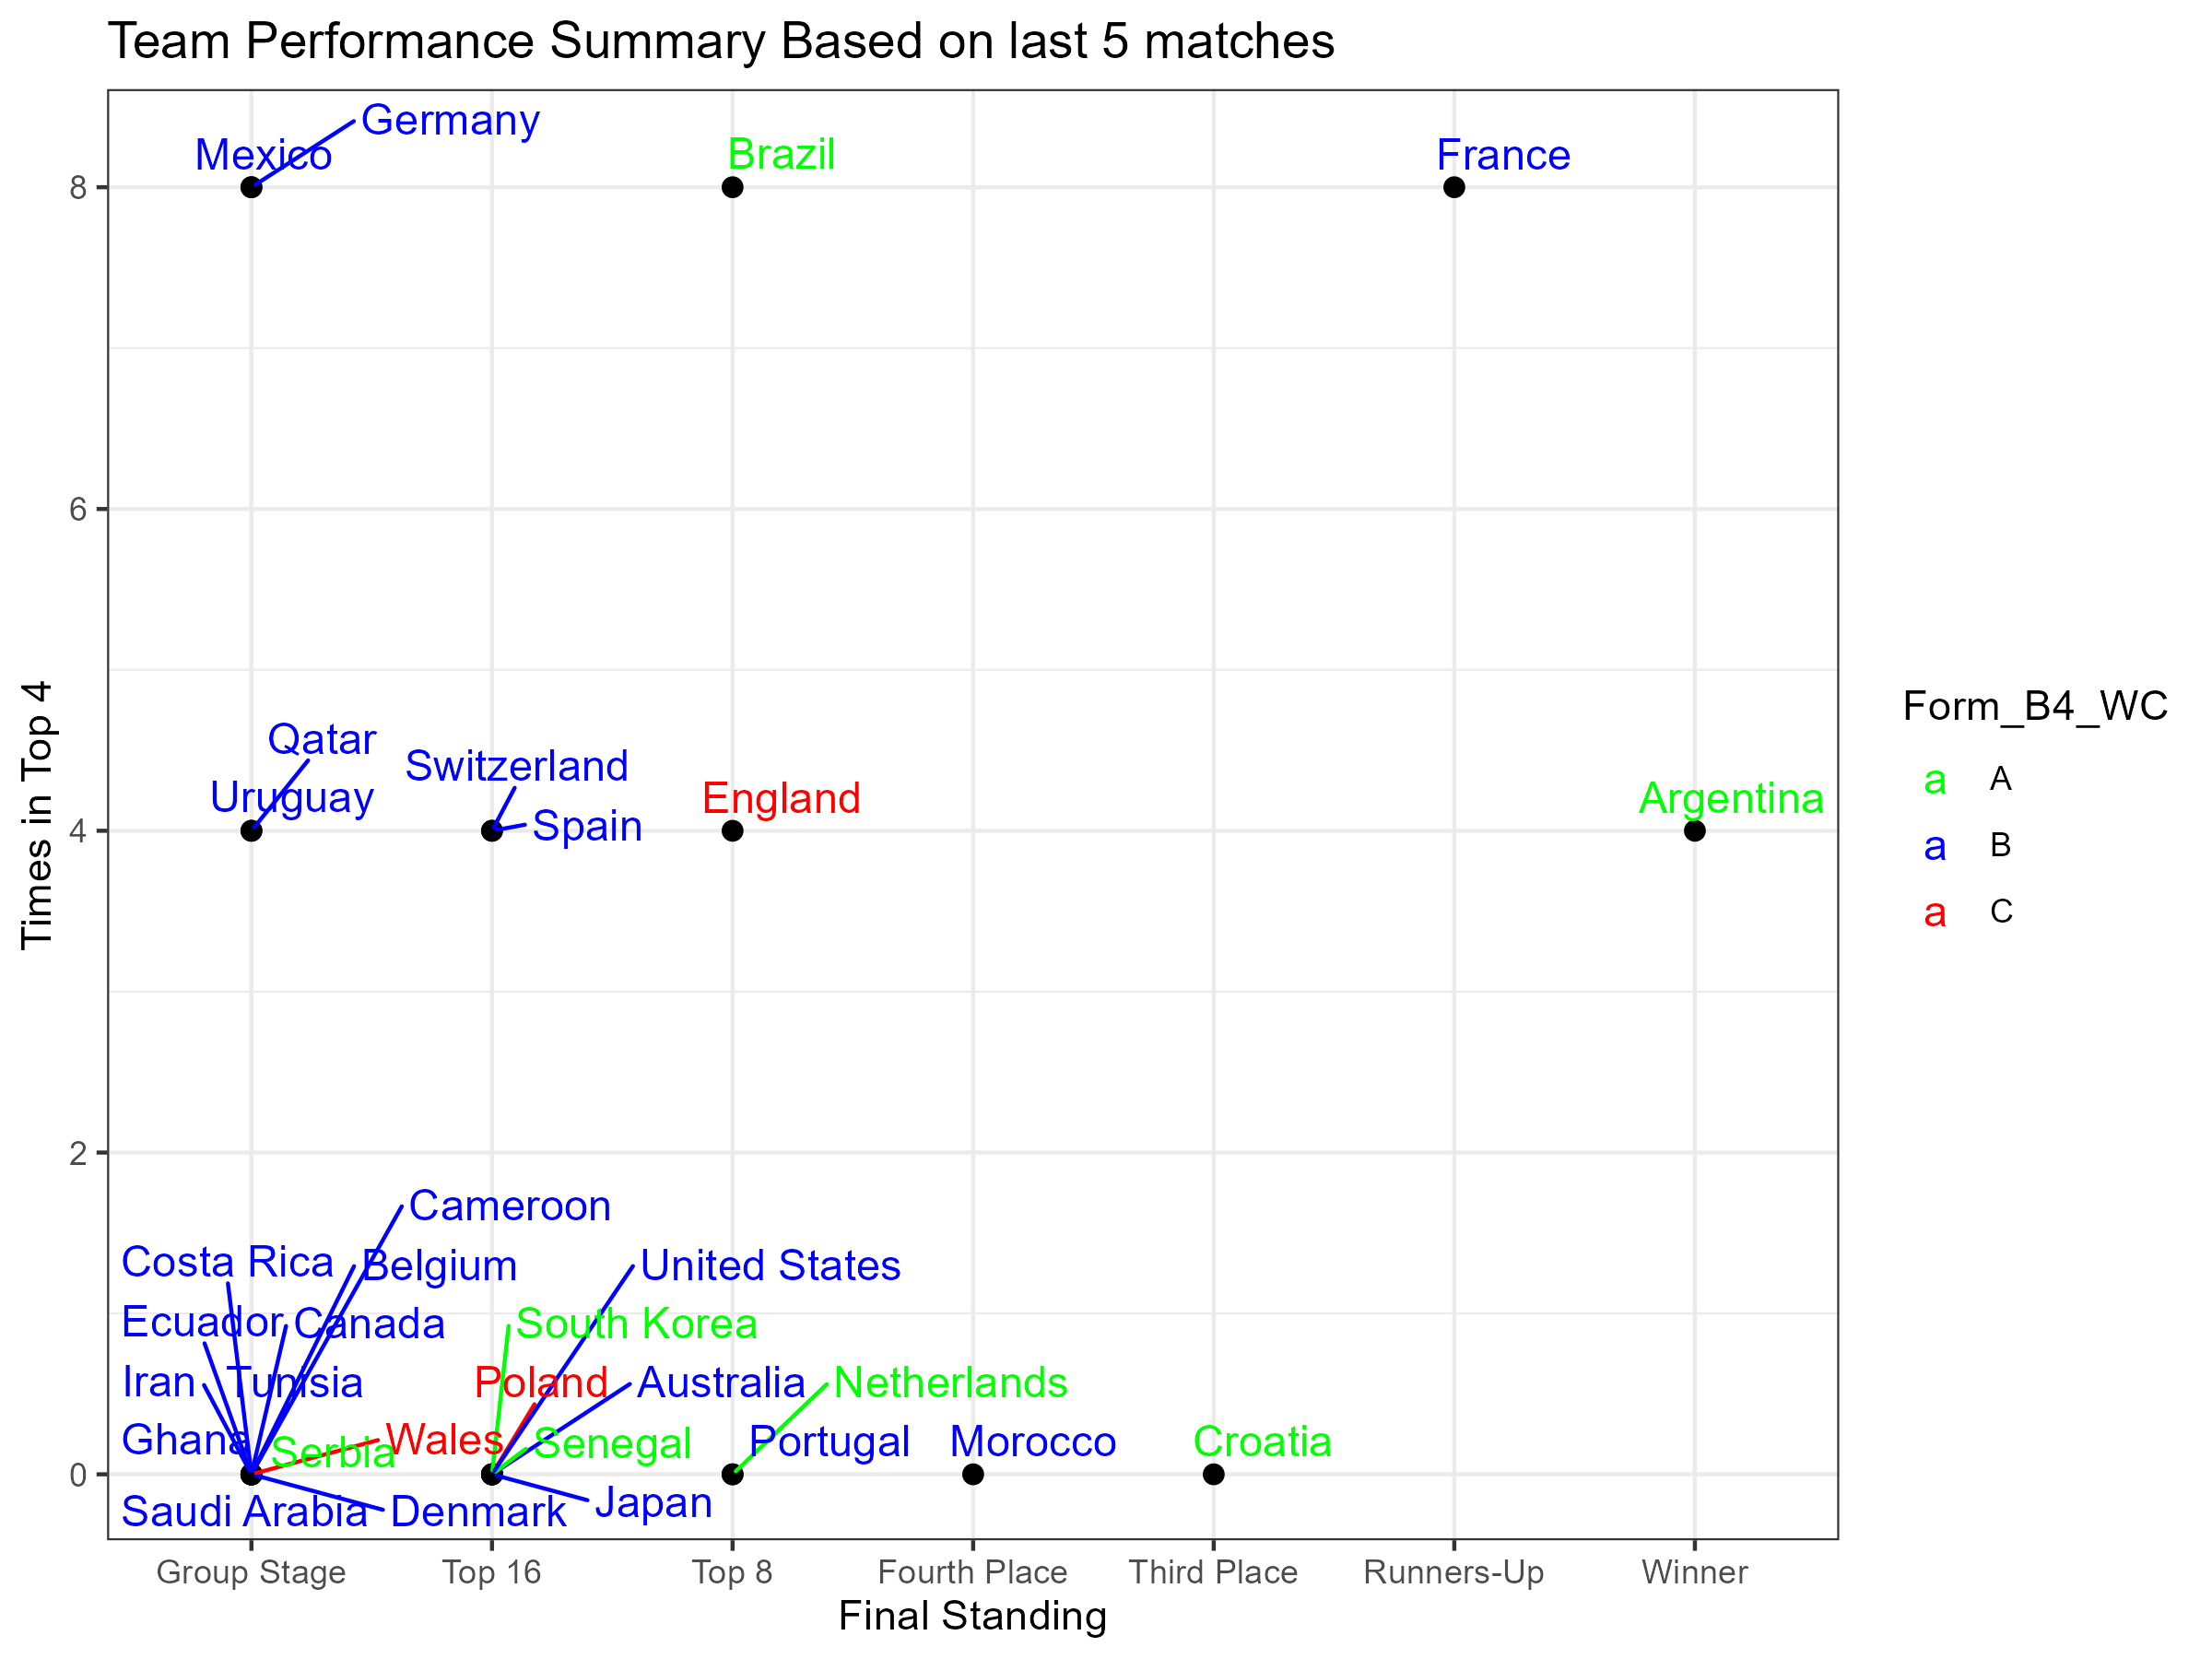 Team Performance Summary Based on last 5 matches
Germany
Mexico
Brazil
France
8
6
Qatar
Switzerland
Uruguay
England
Argentina
Spain
4
Times in Top 4
Form_B4_WC
a A
a B
a C
2
Cameroon
Costa Rica
Belgium
United States
Ecuador
Canada
South Korea
Iran
Tunisia
Poland
Australia
Netherlands
Ghana
Serbia
Wales
Senegal
Portugal
Morocco
Croatia
0
Saudi Arabia
Denmark
Japan
Group Stage
Top 16
Top 8
Fourth Place
Third Place
Runners-Up
Winner
Final Standing